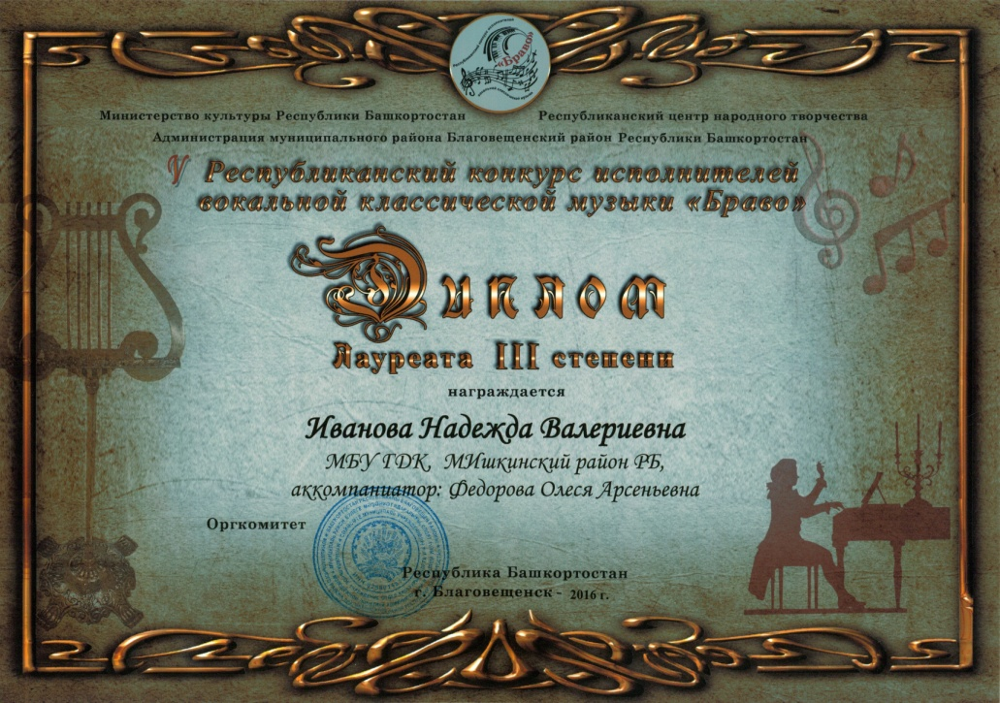 «Браво»
Министерство культуры Республики Башкортостан Республиканский центр народного творчества
Администрация муниципального района Благовещенский район Республики Башкортостан
V Республиканский конкурс исполнителей
вокальной классической музыки «Браво»
Диплом
Лауреата III степени
награждается
Иванова Надежда Валериевна
МБУ ГДК, МИшкинский район РБ,
аккомпаниатор: Федорова Олеся Арсеньевна
Оргкомитет
Республика Башкортостан
г. Благовещенск - 2016 г.